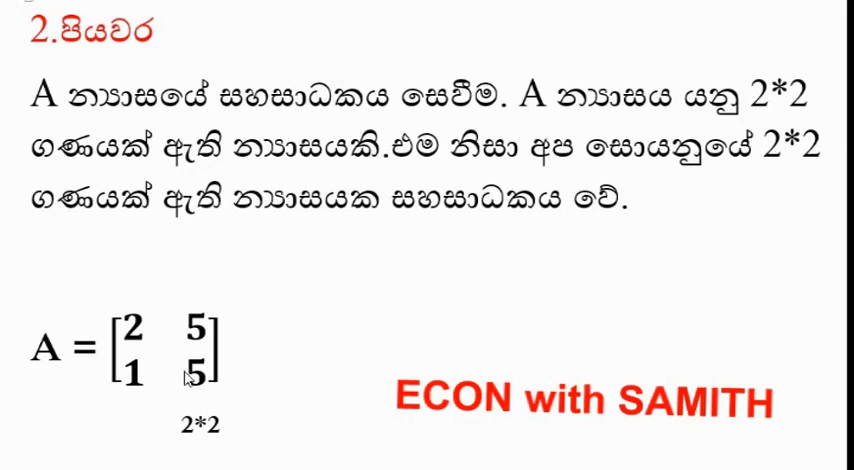 2.පියවර
A න්‍යාසයේ සහසාධකය සෙවීම. A න්‍යාසය යනු 2*2
ගණයක් ඇති න්‍යාසයකි.එම නිසා අප සොයනුයේ 2*2
ගණයක් ඇති න්‍යාසයක සහසාධකය වේ.
A = [2 5
1 5]
2*2
ECON with SAMITH